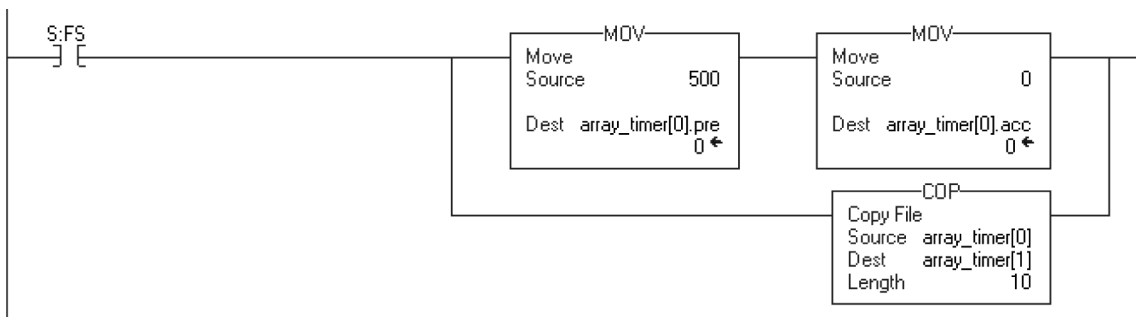 S:FS
MOV
Move
Source 500
Dest array_timer[0].pre
0
MOV
Move
Source 0
Dest array_timer[0].acc
0
COP
Copy File
Source array_timer[0]
Dest array_timer[1]
Length 10